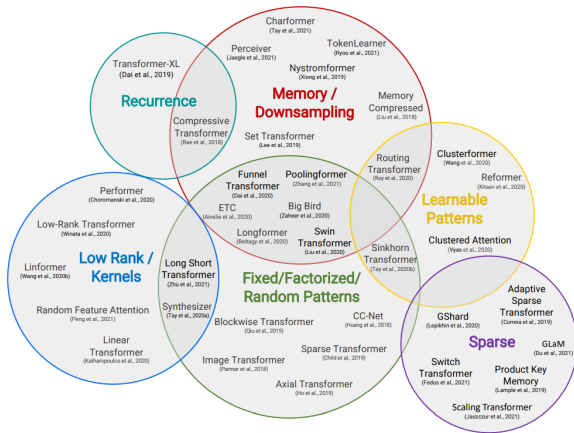 Charformer
(Tay et al., 2021)
TokenLearner
(Ryoo et al., 2021)
Perceiver
(Jaegle et al., 2021)
Nystromformer
(Xiong et al., 2019)
Transformer-XL
(Dai et al., 2019)
Recurrence
Memory /
Downsampling
Memory
Compressed
(Liu et al., 2018)
Compressive
Transformer
(Rae et al., 2018)
Set Transformer
(Lee et al., 2019)
Routing
Transformer
(Roy et al., 2020)
Clusterformer
(Wang et al., 2020)
Reformer
(Kitaev et al., 2020)
Learnable
Patterns
Clustered Attention
(Vyas et al., 2020)
Funnel
Transformer
(Dai et al., 2020)
Poolingformer
(Zhang et al., 2021)
ETC
(Ainslie et al., 2020)
Big Bird
(Zaheer et al., 2020)
Longformer
(Beltagy et al., 2020)
Swin
Transformer
(Liu et al., 2020)
Sinkhorn
Transformer
(Tay et al., 2020b)
Performer
(Choromanski et al., 2020)
Low-Rank Transformer
(Winata et al., 2020)
Linformer
(Wang et al., 2020b)
Low Rank /
Kernels
Long Short
Transformer
(Zhu et al., 2021)
Synthesizer
(Tay et al., 2020a)
Random Feature Attention
(Peng et al., 2021)
Linear
Transformer
(Katharopoulos et al., 2020)
Fixed/Factorized/
Random Patterns
Blockwise Transformer
(Qiu et al., 2019)
CC-Net
(Huang et al., 2018)
Image Transformer
(Parmar et al., 2018)
Sparse Transformer
(Child et al., 2019)
Axial Transformer
(Ho et al., 2019)
Adaptive
Sparse
Transformer
(Correia et al., 2019)
GShard
(Lepikhin et al., 2020)
Sparse
GLaM
(Du et al., 2021)
Switch
Transformer
(Fedus et al., 2021)
Product Key
Memory
(Lample et al., 2019)
Scaling Transformer
(Jaszczur et al., 2021)